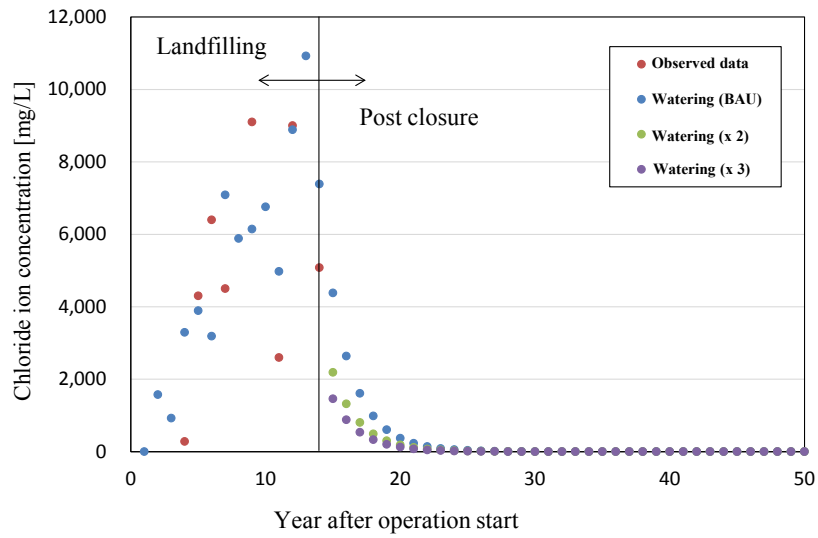 12,000
10,000
8,000
6,000
4,000
2,000
0
Chloride ion concentration [mg/L]
Landfilling
Post closure
Observed data
Watering (BAU)
Watering (x 2)
Watering (x 3)
0 10 20 30 40 50
Year after operation start